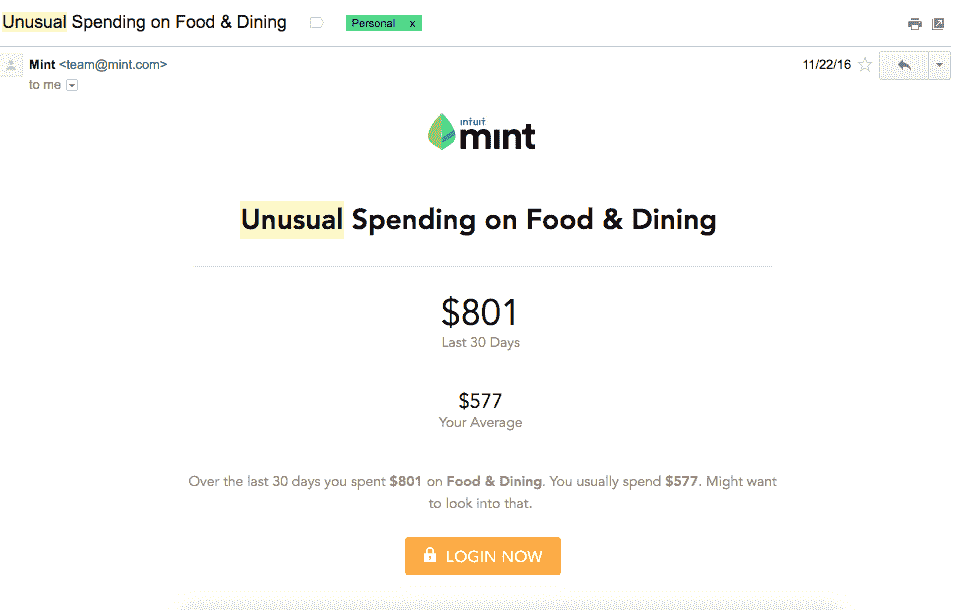 Unusual Spending on Food & Dining
Personal x
Mint <team@mint.com>
11/22/16
to me
intuit
mint
Unusual Spending on Food & Dining
$801
Last 30 Days
$577
Your Average
Over the last 30 days you spent $801 on Food & Dining. You usually spend $577. Might want
to look into that.
LOGIN NOW